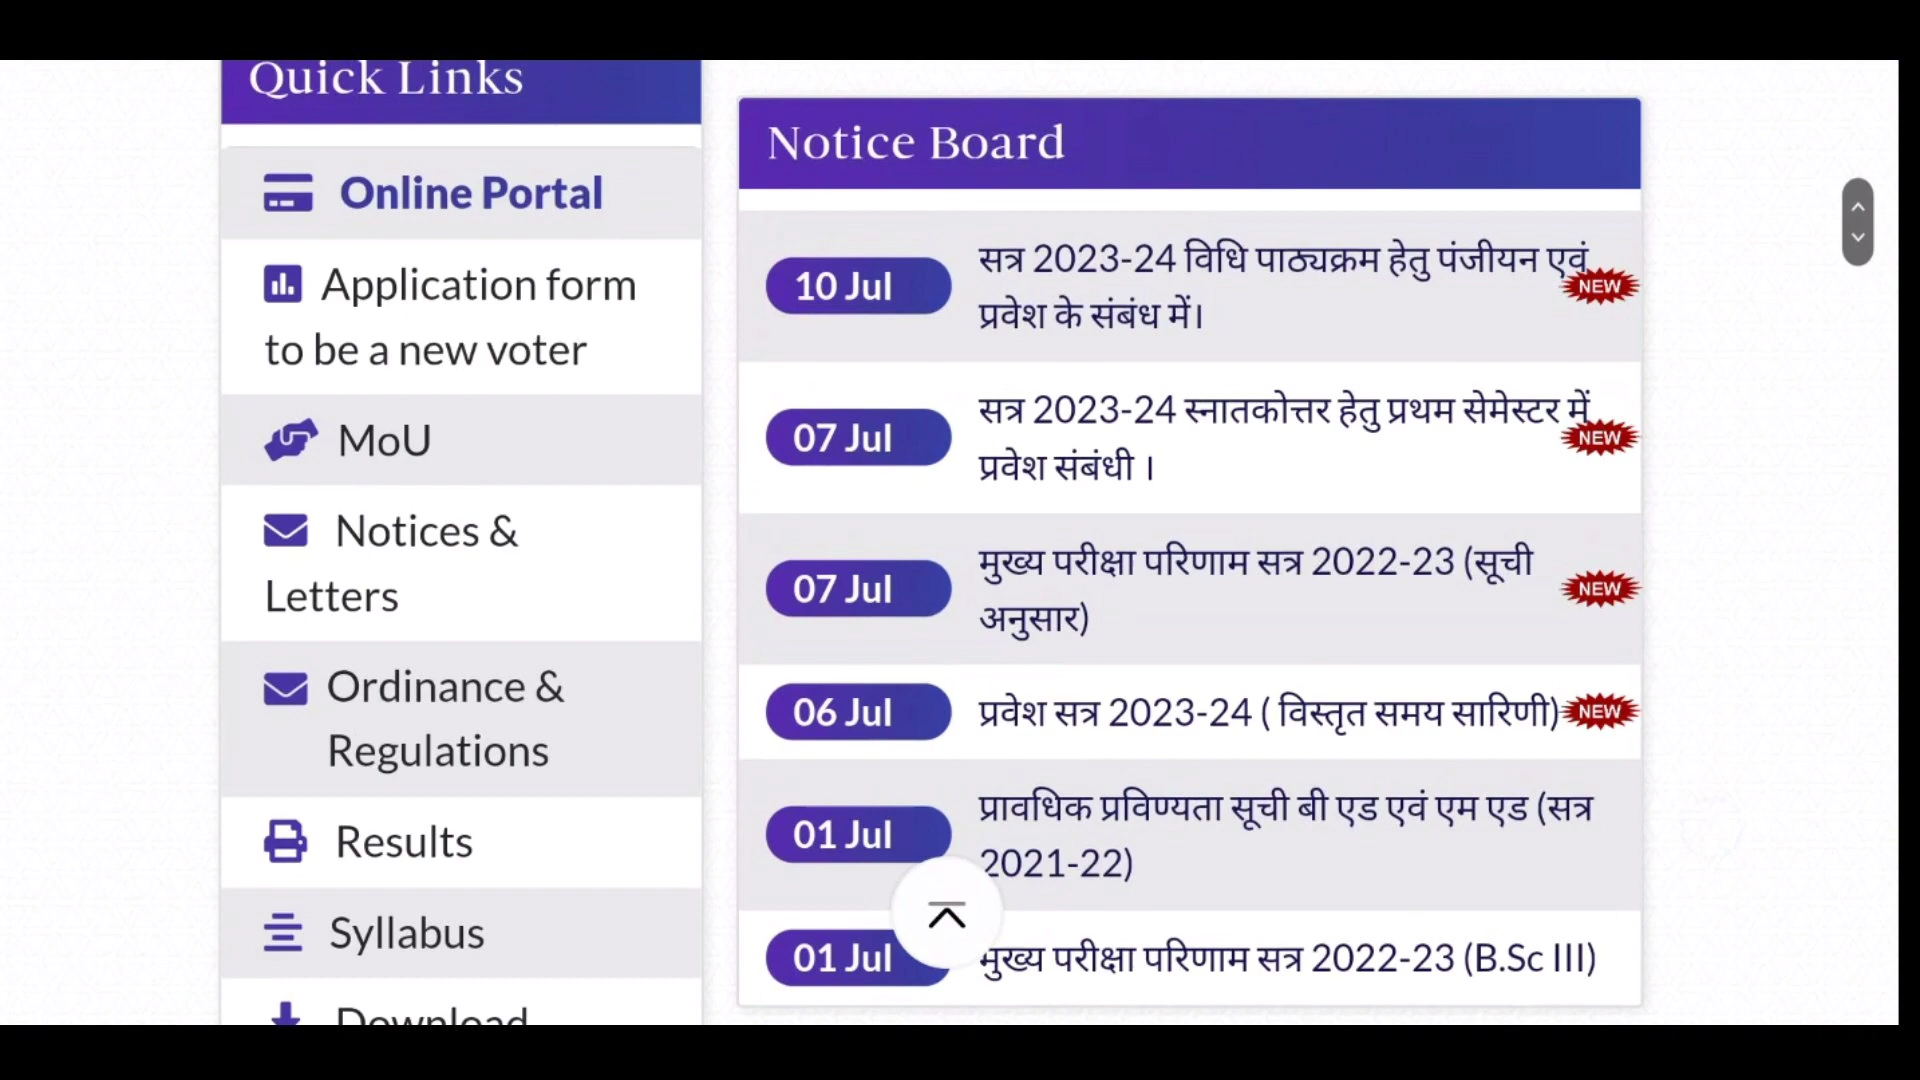 Quick Links
Online Portal
Application form
to be a new voter
MoU
Notices &
Letters
Ordinance &
Regulations
Results
Syllabus
Download
Notice Board
10 Jul
सत्र 2023-24 विधि पाठ्यक्रम हेतु पंजीयन एवं
प्रवेश के संबंध में।
NEW
07 Jul
सत्र 2023-24 स्नातकोत्तर हेतु प्रथम सेमेस्टर में
प्रवेश संबंधी ।
NEW
07 Jul
मुख्य परीक्षा परिणाम सत्र 2022-23 (सूची
अनुसार)
NEW
06 Jul
प्रवेश सत्र 2023-24 ( विस्तृत समय सारिणी)
NEW
01 Jul
प्रावधिक प्रविण्यता सूची बी एड एवं एम एड (सत्र
2021-22)
01 Jul
मुख्य परीक्षा परिणाम सत्र 2022-23 (B.Sc III)